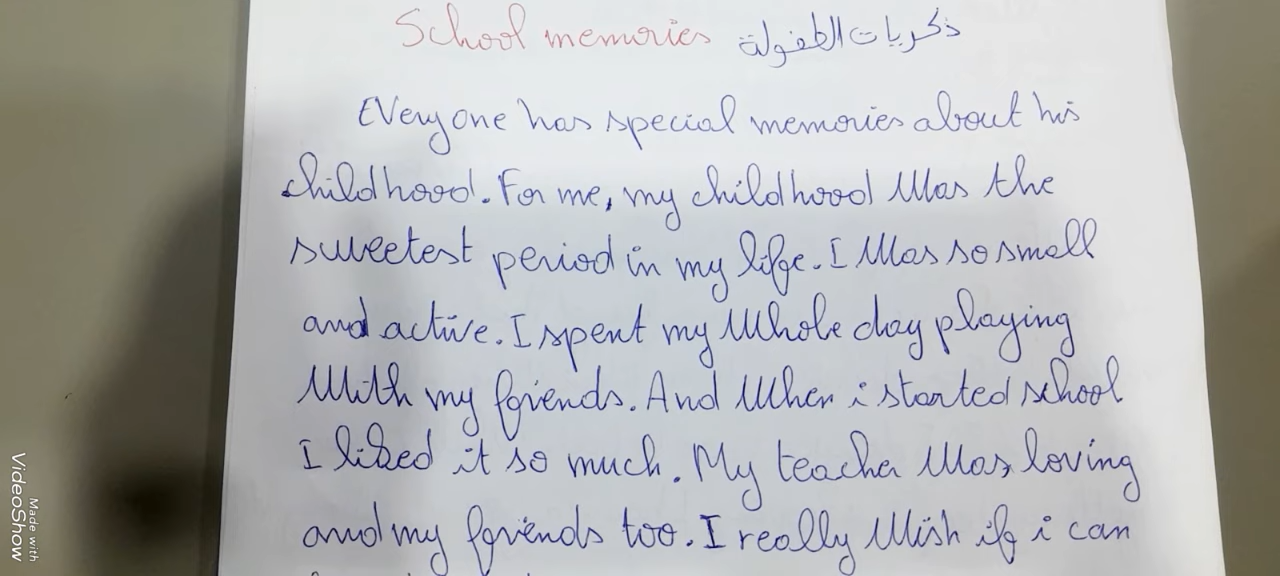 School memories ذكريات الطفولة
Everyone has special memories about his
childhood. For me, my childhood was the
sweetest period in my life. I was so small
and active. I spent my whole day playing
with my friends. And when i started school
I liked it so much. My teacher was loving
and my friends too. I really wish if i can
Made with
VideoShow